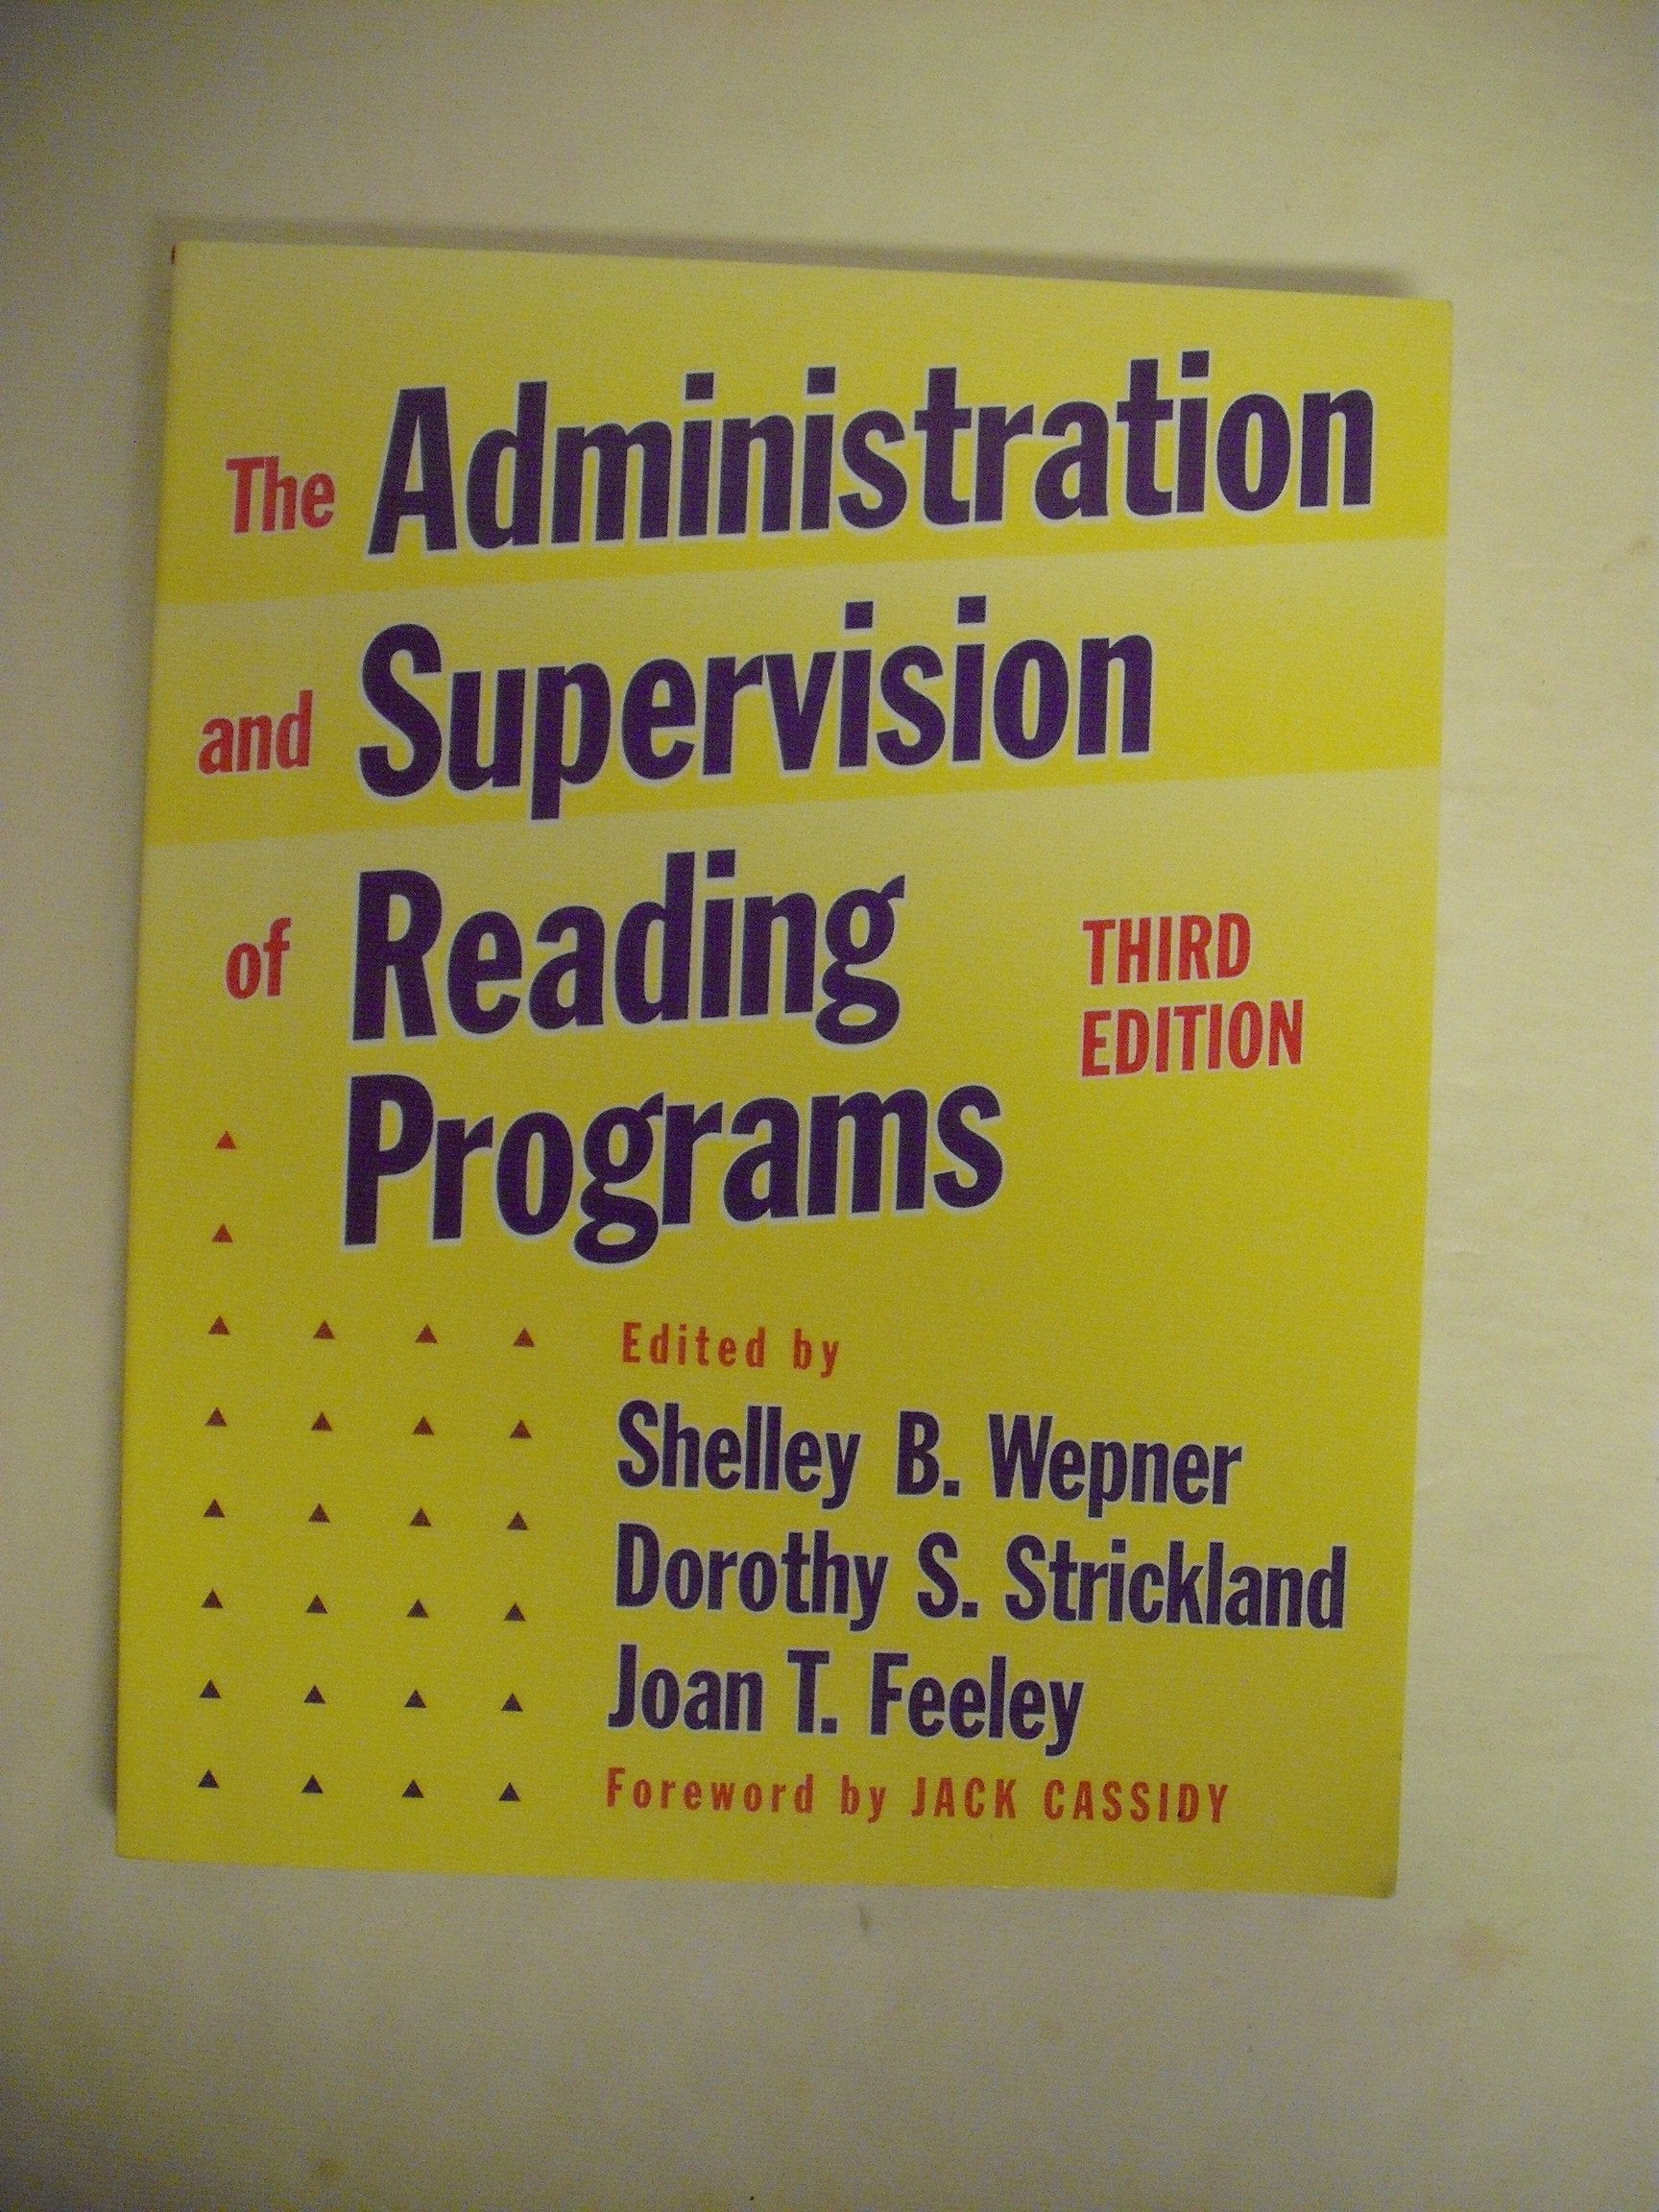 The Administration
and Supervision
of Reading
Programs
THIRD
EDITION
Edited by
Shelley B. Wepner
Dorothy S. Strickland
Joan T. Feeley
Foreword by JACK CASSIDY